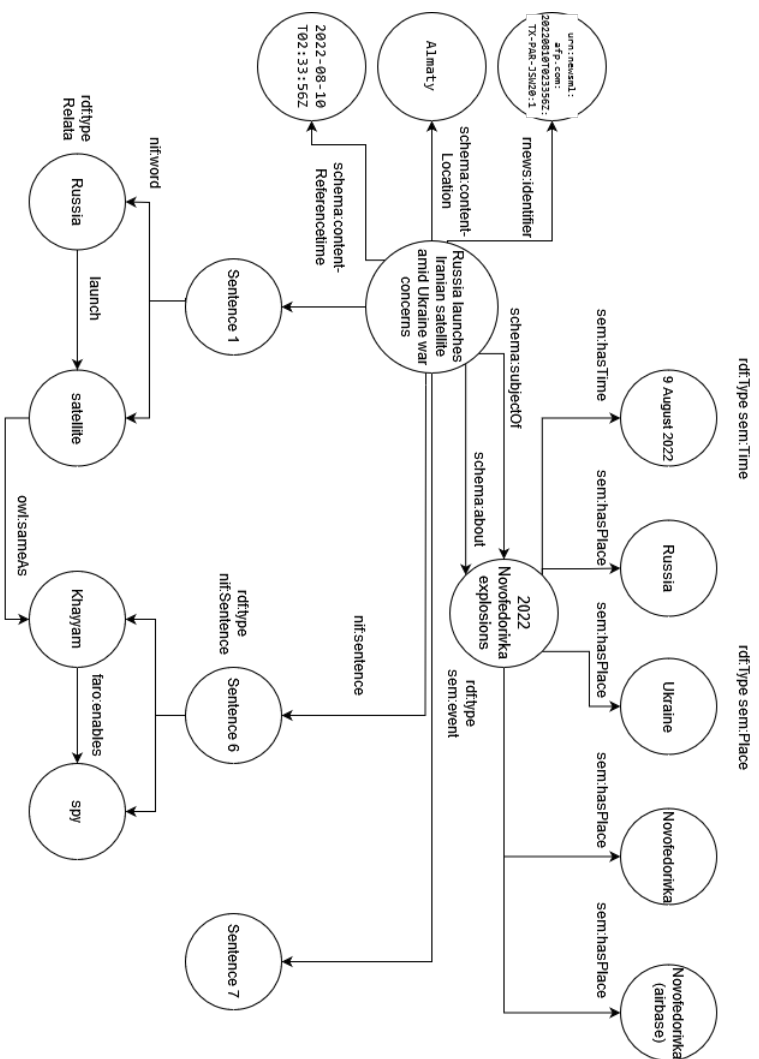 rdf:Type sem:Time
rdf:Type sem:Place
9 August 2022
Russia
Ukraine
Novofedorivka
Novofedorivka
(airbase)
sem:hasTime
sem:hasPlace
sem:hasPlace
sem:hasPlace
sem:hasPlace
urn:newsml:
afp.com:
20220810T023356Z:
TX-PAR-JSW20:1
rnews:identifier
schema:subjectOf
schema:about
2022
Novofedorivka
explosions
rdf:type
sem:event
Almaty
schema:content-
Location
Russia launches
Iranian satellite
amid Ukraine war
concerns
2022-08-10
T02:33:56Z
schema:content-
Referencetime
nif:sentence
Sentence 1
rdf:type
nif:Sentence
Sentence 6
Sentence 7
nif:word
rdf:type
Relata
Russia
launch
satellite
owl:sameAs
Khayyam
faro:enables
spy